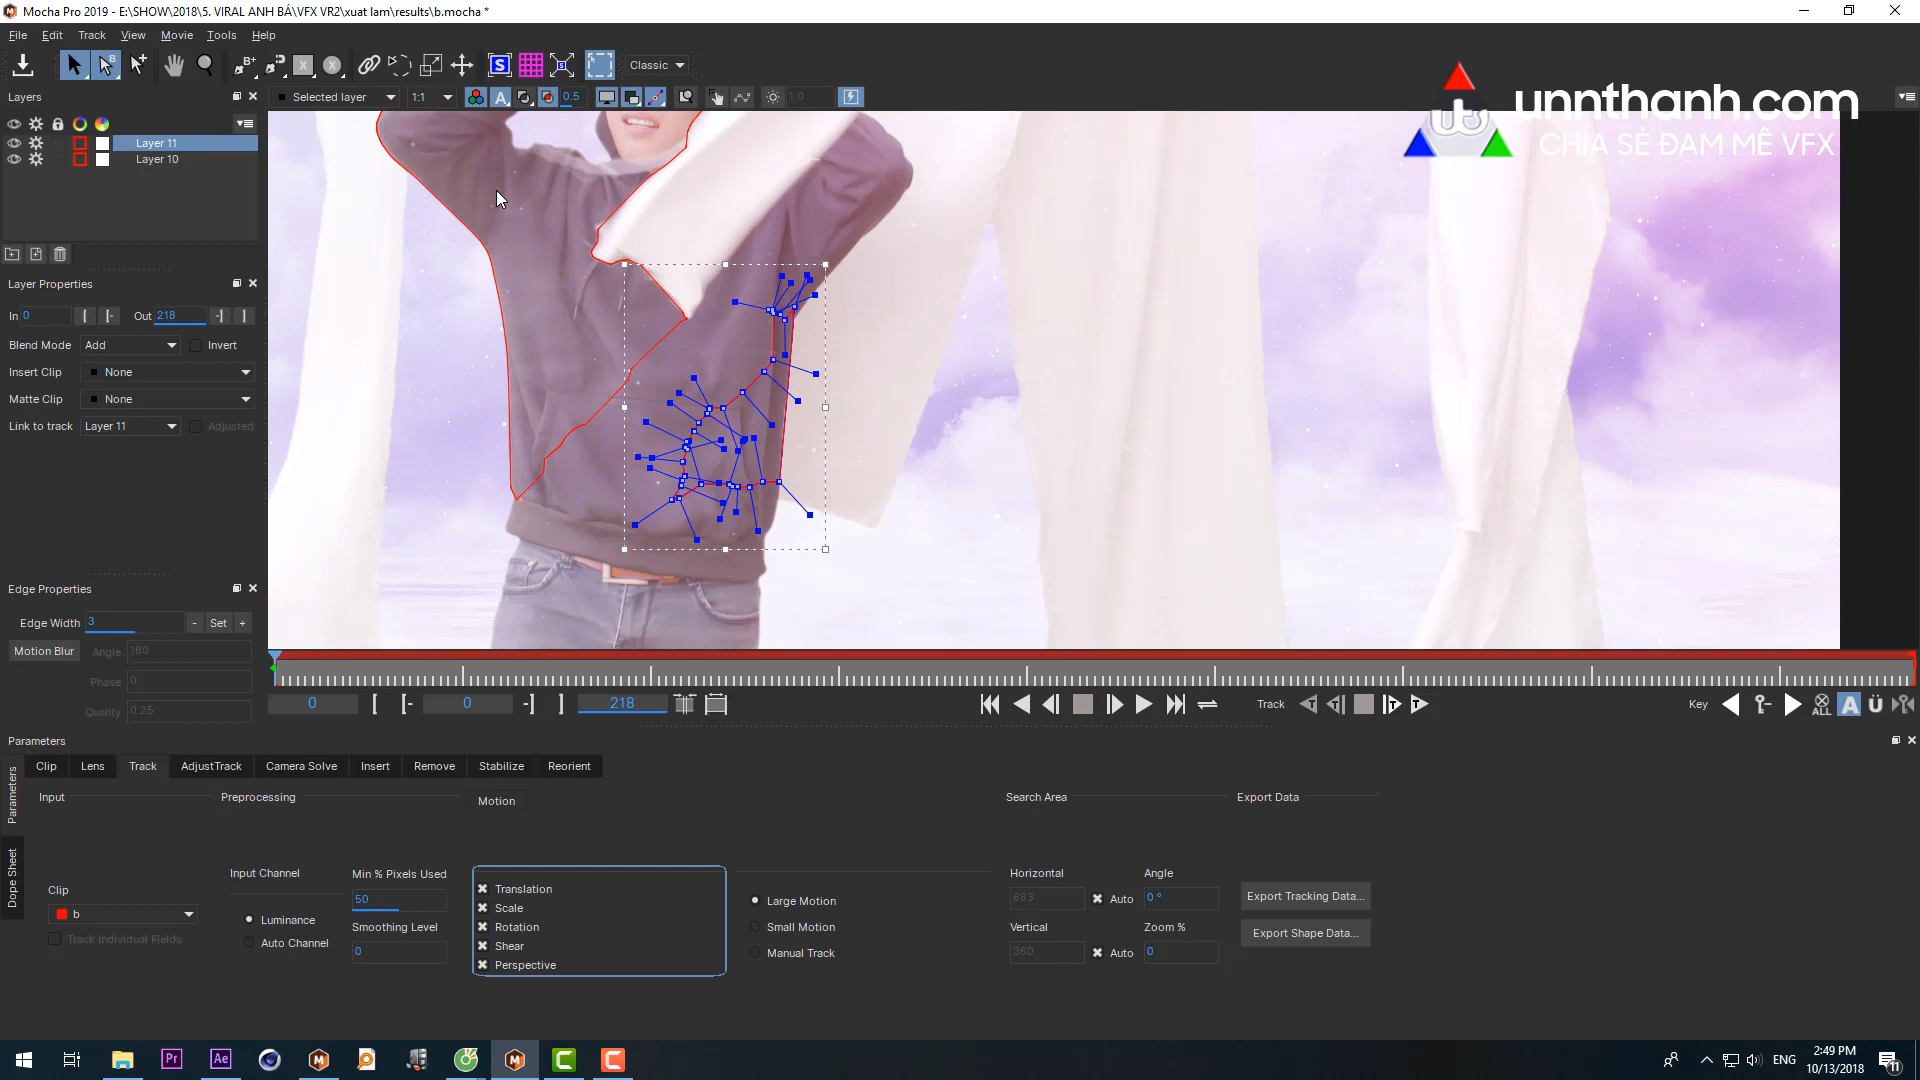 Mocha Pro 2019 - E:\SHOW\2018\5. VIRAL ANH BÁ\VFX VR2\xuat lam\results\b.mocha *
File Edit Track View Movie Tools Help
Classic
Layers
Selected layer 1:1 0.5 1.0
unnthanh.com
CHIA SẺ ĐAM MÊ VFX
Layer 11
Layer 10
Layer Properties
In 0 Out 218
Blend Mode Add Invert
Insert Clip None
Matte Clip None
Link to track Layer 11 Adjusted
Edge Properties
Edge Width 3 - Set +
Motion Blur Angle 180
Phase 0
Quality 0.25
0 0 218 Track Key ALL A Ü
Parameters
Clip Lens Track AdjustTrack Camera Solve Insert Remove Stabilize Reorient
Parameters
Dope Sheet
Input Preprocessing Motion Search Area Export Data
Clip
b
Track Individual Fields
Input Channel
Luminance
Auto Channel
Min % Pixels Used
50
Smoothing Level
0
Translation
Scale
Rotation
Shear
Perspective
Large Motion
Small Motion
Manual Track
Horizontal
683 Auto
Vertical
360 Auto
Angle
0 °
Zoom %
0
Export Tracking Data...
Export Shape Data...
Pr Ae ENG
2:49 PM
10/13/2018
11